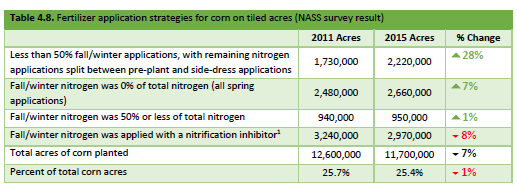 Table 4.8. Fertilizer application strategies for corn on tiled acres (NASS survey result)
2011 Acres 2015 Acres % Change
Less than 50% fall/winter applications, with remaining nitrogen
applications split between pre-plant and side-dress applications 1,730,000 2,220,000 ▲28%
Fall/winter nitrogen was 0% of total nitrogen (all spring
applications) 2,480,000 2,660,000 ▲7%
Fall/winter nitrogen was 50% or less of total nitrogen 940,000 950,000 ▲1%
Fall/winter nitrogen was applied with a nitrification inhibitor¹ 3,240,000 2,970,000 ▼8%
Total acres of corn planted 12,600,000 11,700,000 ▼7%
Percent of total corn acres 25.7% 25.4% ▼1%